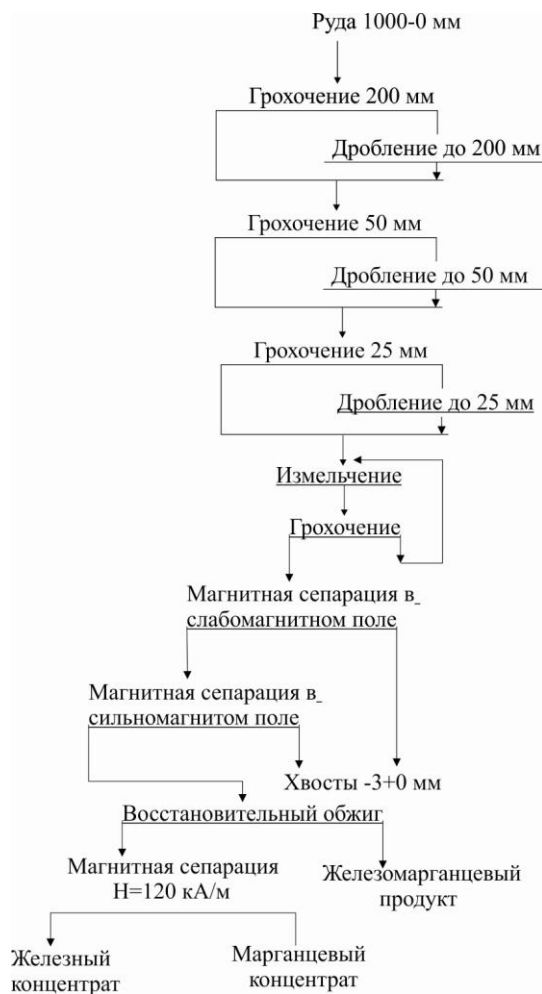 Руда 1000-0 мм
Грохочение 200 мм
Дробление до 200 мм
Грохочение 50 мм
Дробление до 50 мм
Грохочение 25 мм
Дробление до 25 мм
Измельчение
Грохочение
Магнитная сепарация в
слабомагнитном поле
Магнитная сепарация в
сильномагнитом поле
Хвосты -3+0 мм
Восстановительный обжиг
Магнитная сепарация
Н=120 кА/м
Железомарганцевый
продукт
Железный
концентрат
Марганцевый
концентрат